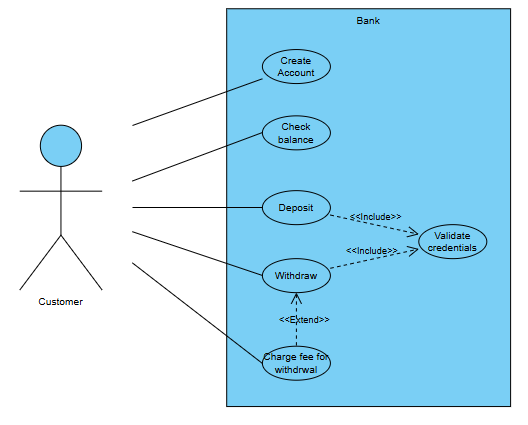 Bank
Create
Account
Check
balance
Deposit
<<Include>>
Validate
credentials
<<Include>>
Withdraw
Customer
<<Extend>>
Charge fee for
withdrwal